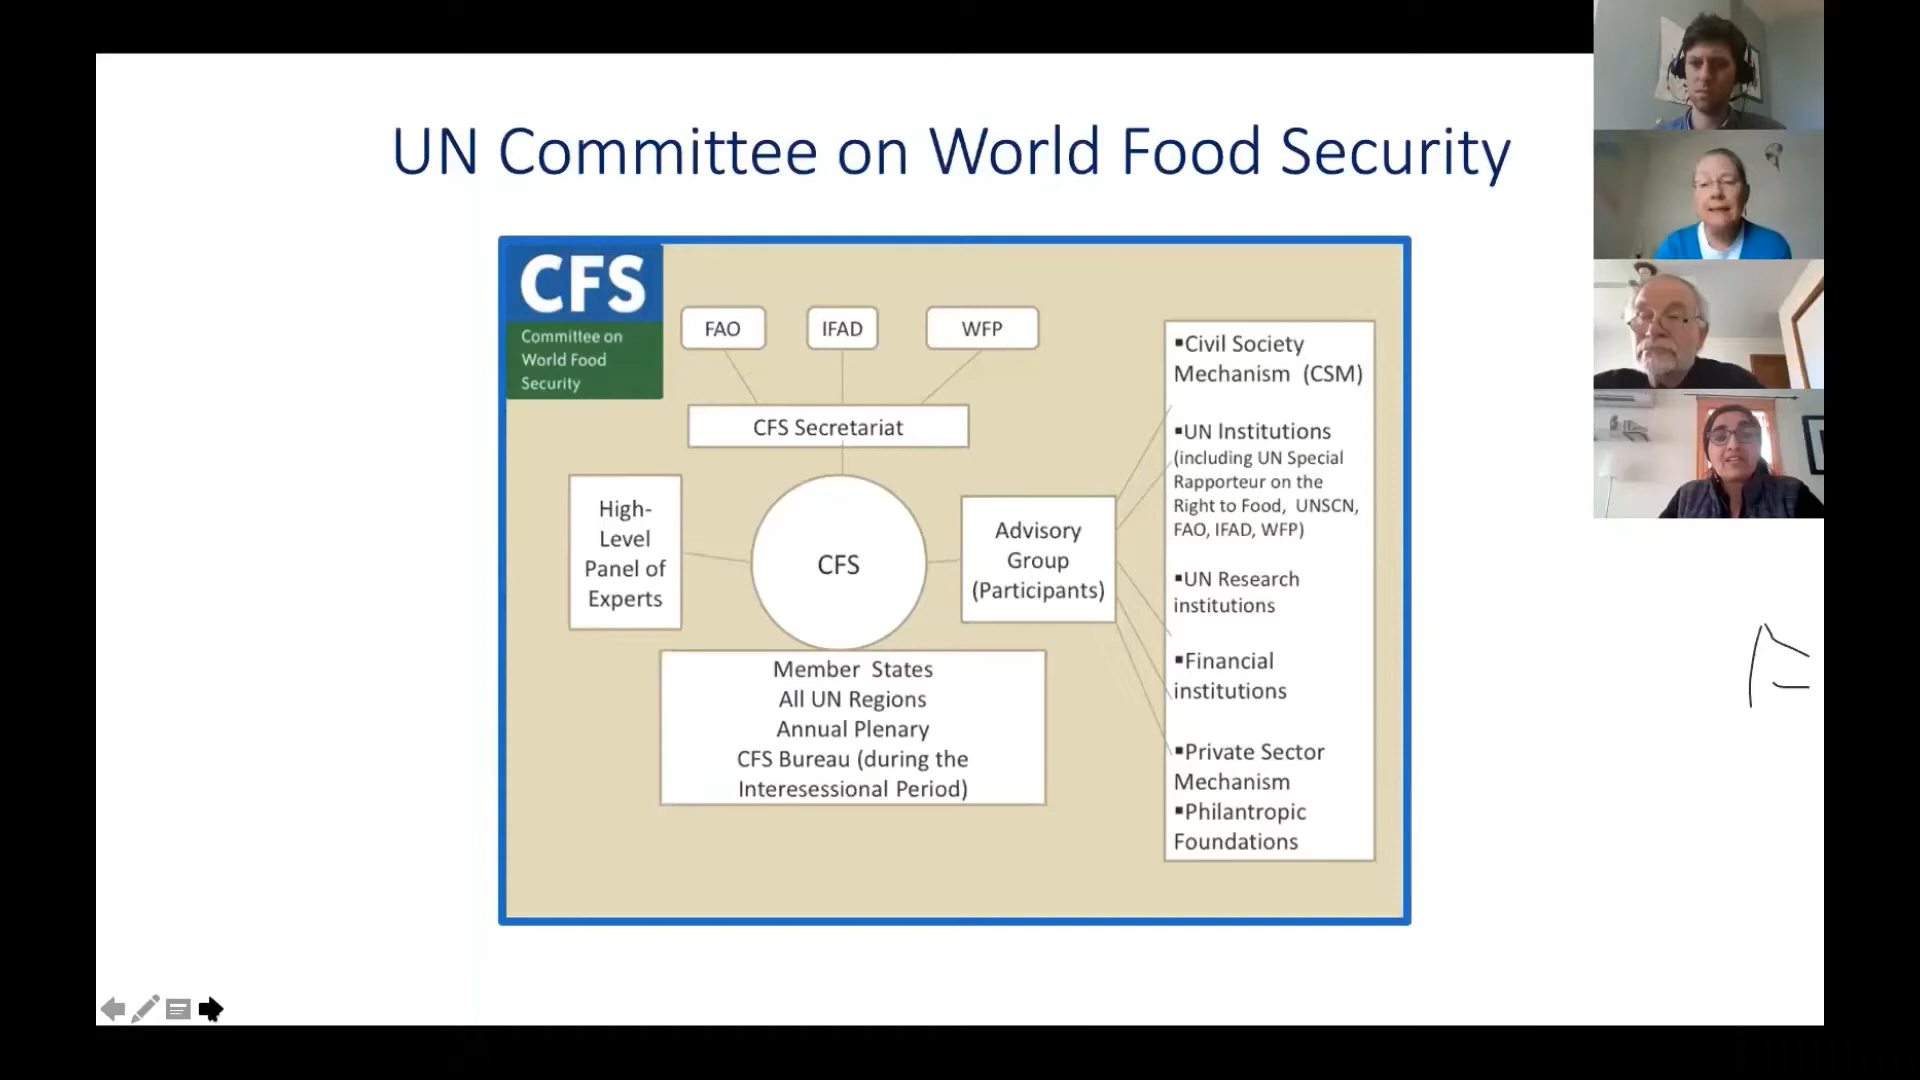 UN Committee on World Food Security
CFS
Committee on
World Food
Security
FAO
IFAD
WFP
CFS Secretariat
High-
Level
Panel of
Experts
CFS
Advisory
Group
(Participants)
Member States
All UN Regions
Annual Plenary
CFS Bureau (during the
Interesessional Period)
▪Civil Society
Mechanism (CSM)
▪UN Institutions
(including UN Special
Rapporteur on the
Right to Food, UNSCN,
FAO, IFAD, WFP)
▪UN Research
institutions
▪Financial
institutions
▪Private Sector
Mechanism
▪Philantropic
Foundations